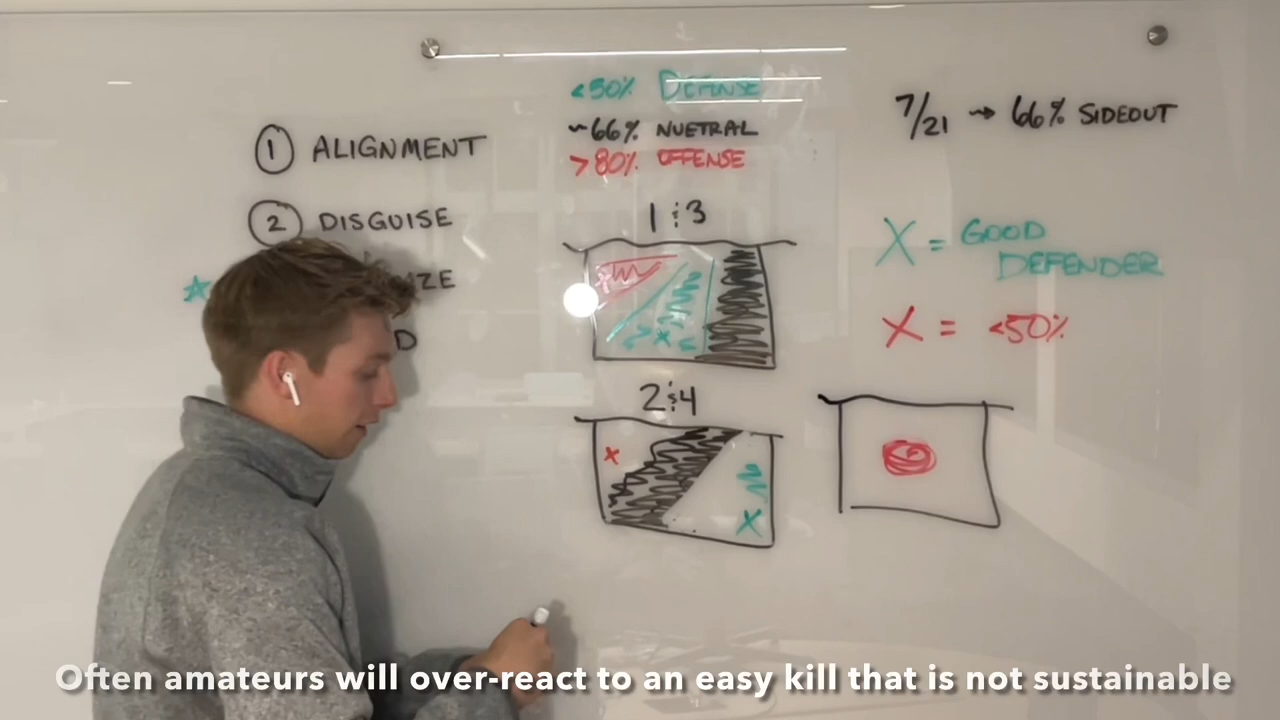 1 ALIGNMENT
2 DISGUISE
ZE
D
<50% DEFENSE
~66% NUETRAL
>80% OFFENSE
1 & 3
X
X
2 & 4
X
X
7/21 → 66% SIDEOUT
X = GOOD
DEFENDER
X = <50%
Often amateurs will over-react to an easy kill that is not sustainable